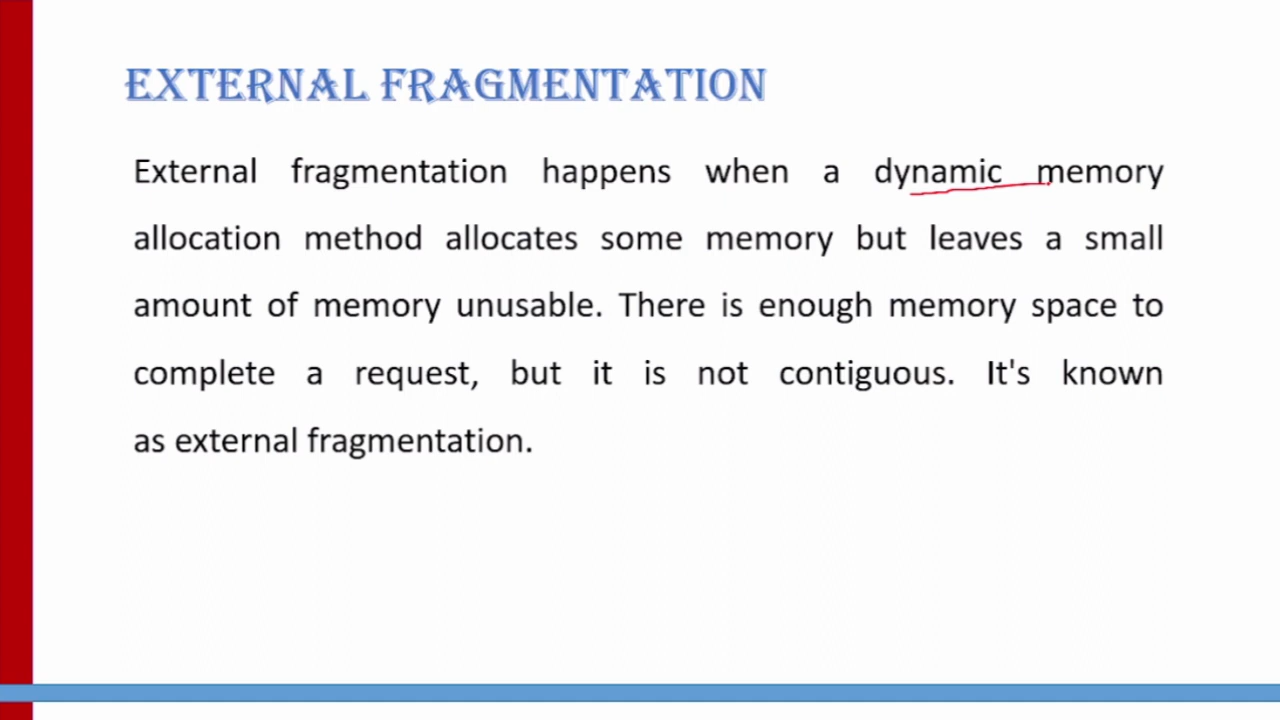 EXTERNAL FRAGMENTATION
External fragmentation happens when a dynamic memory
allocation method allocates some memory but leaves a small
amount of memory unusable. There is enough memory space to
complete a request, but it is not contiguous. It's known
as external fragmentation.